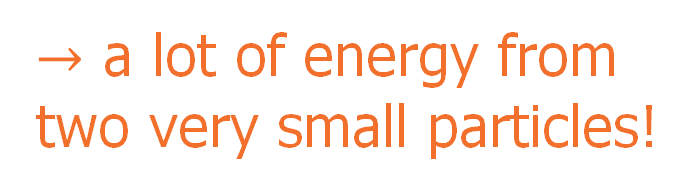 → a lot of energy from
two very small particles!